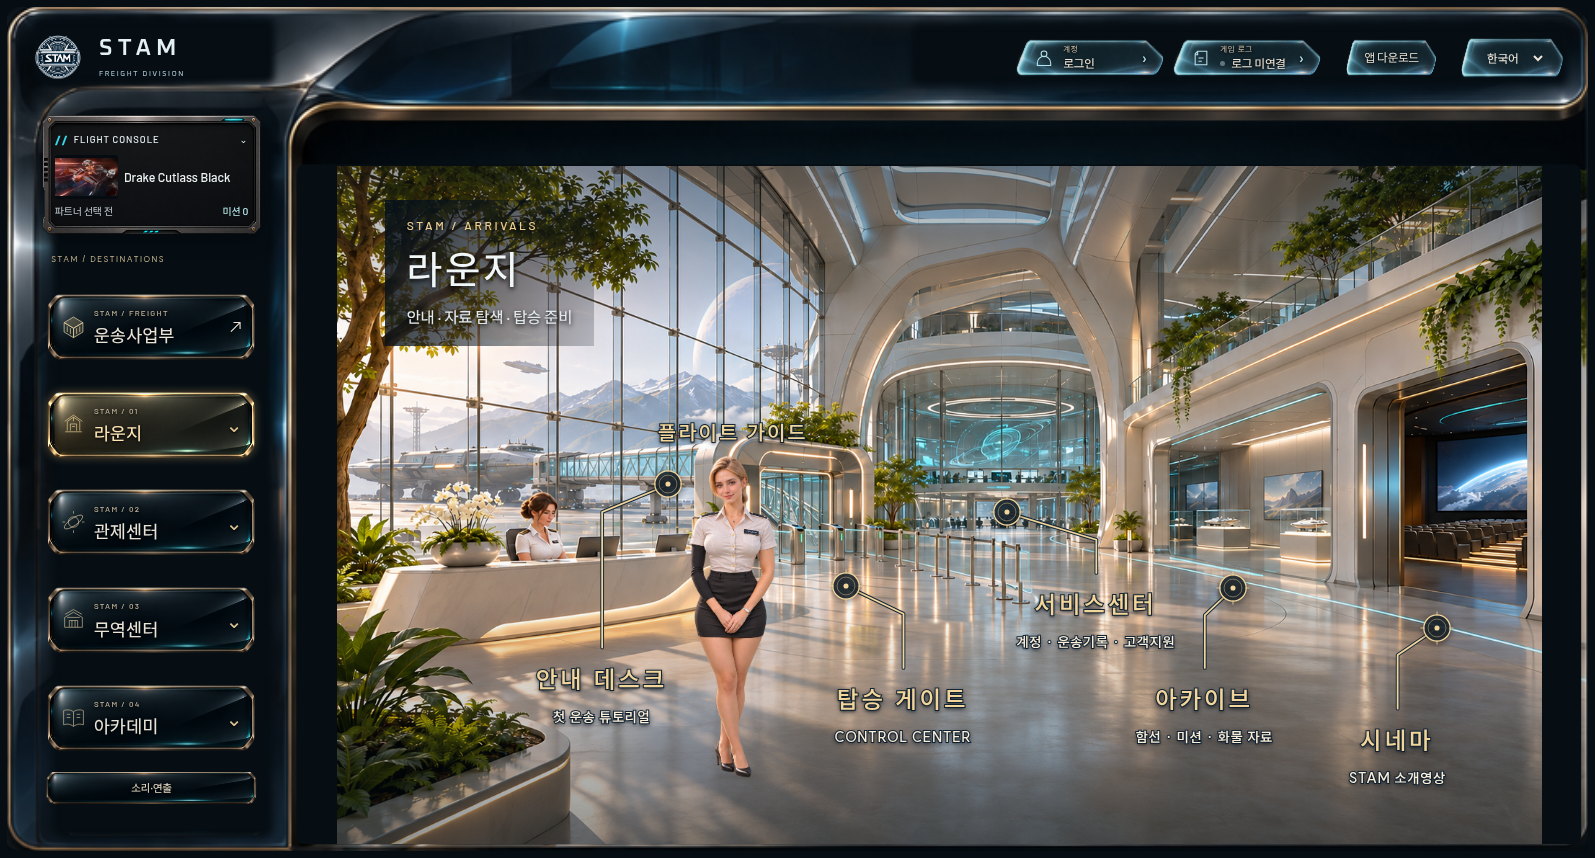 STAM
STAM
FREIGHT DIVISION
계정
로그인
게임 로그
로그 미연결
앱 다운로드
한국어
// FLIGHT CONSOLE
Drake Cutlass Black
파트너 선택 전
미션 0
STAM / DESTINATIONS
STAM / FREIGHT
운송사업부
STAM / 01
라운지
STAM / 02
관제센터
STAM / 03
무역센터
STAM / 04
아카데미
소리·연출
STAM / ARRIVALS
라운지
안내 · 자료 탐색 · 탑승 준비
플라이트 가이드
안내 데스크
첫 운송 튜토리얼
탑승 게이트
CONTROL CENTER
서비스센터
계정 · 운송기록 · 고객지원
아카이브
함선 · 미션 · 화물 자료
시네마
STAM 소개영상